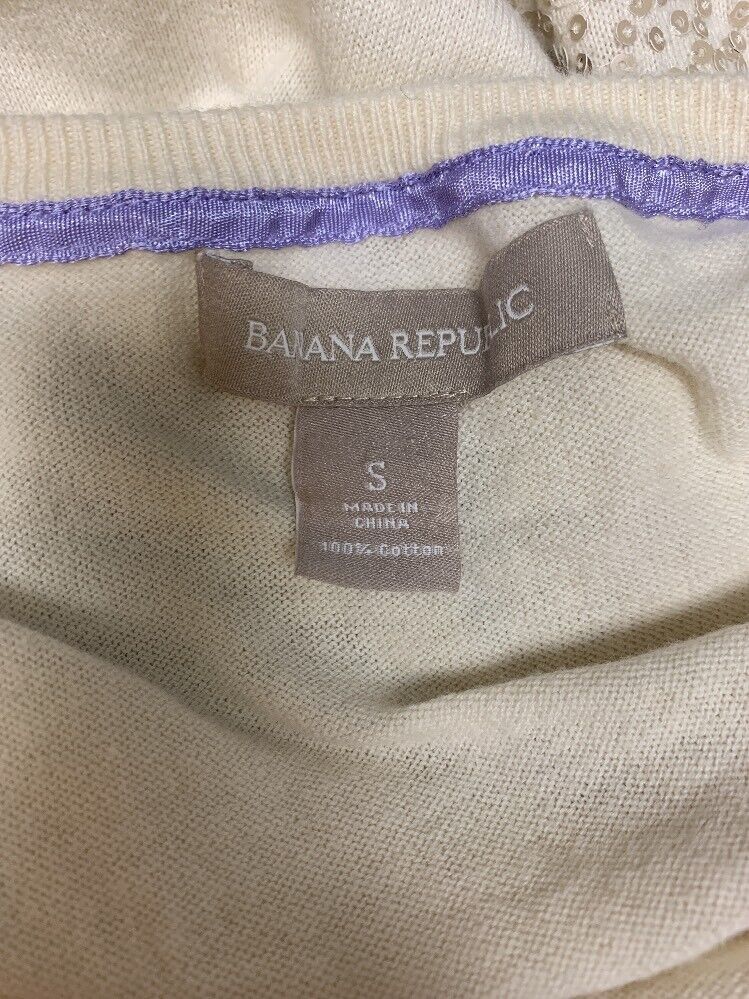 BANANA REPUBLIC
S
MADE IN
CHINA
100% Cotton